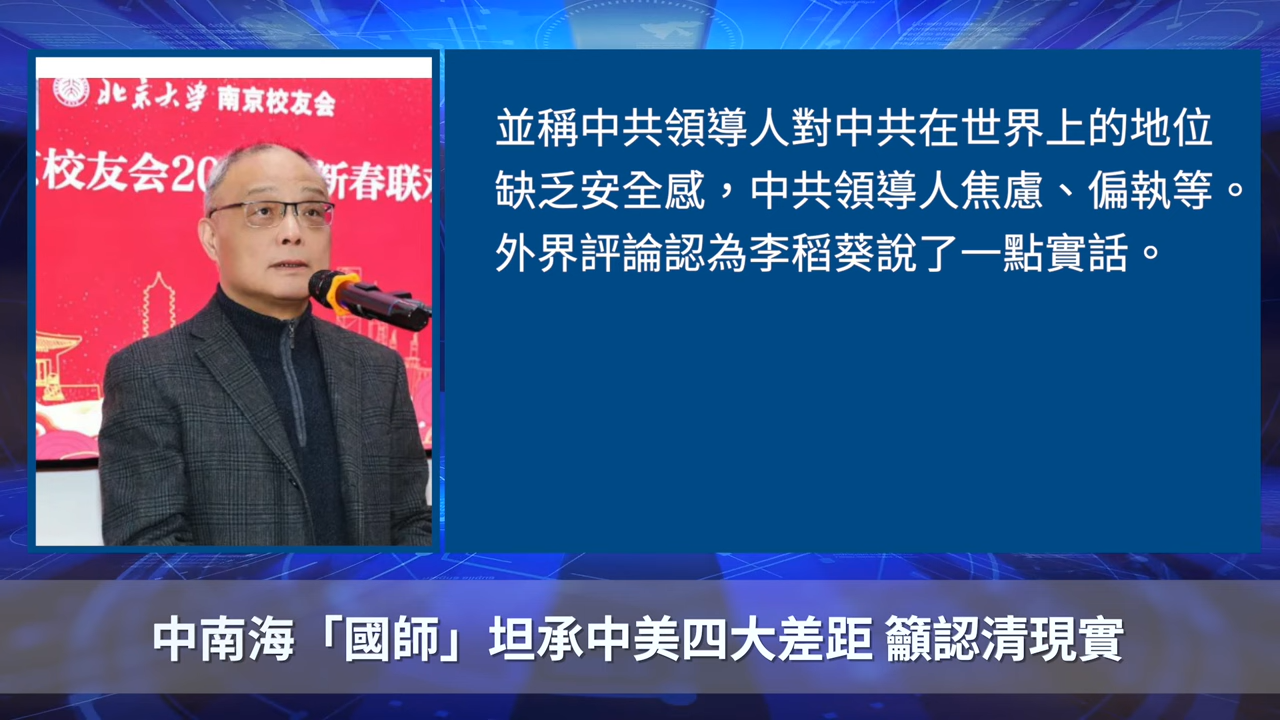 北京大学 南京校友会
校友会20 新春联
並稱中共領導人對中共在世界上的地位
缺乏安全感，中共領導人焦慮、偏執等。
外界評論認為李稻葵說了一點實話。
中南海「國師」坦承中美四大差距 籲認清現實